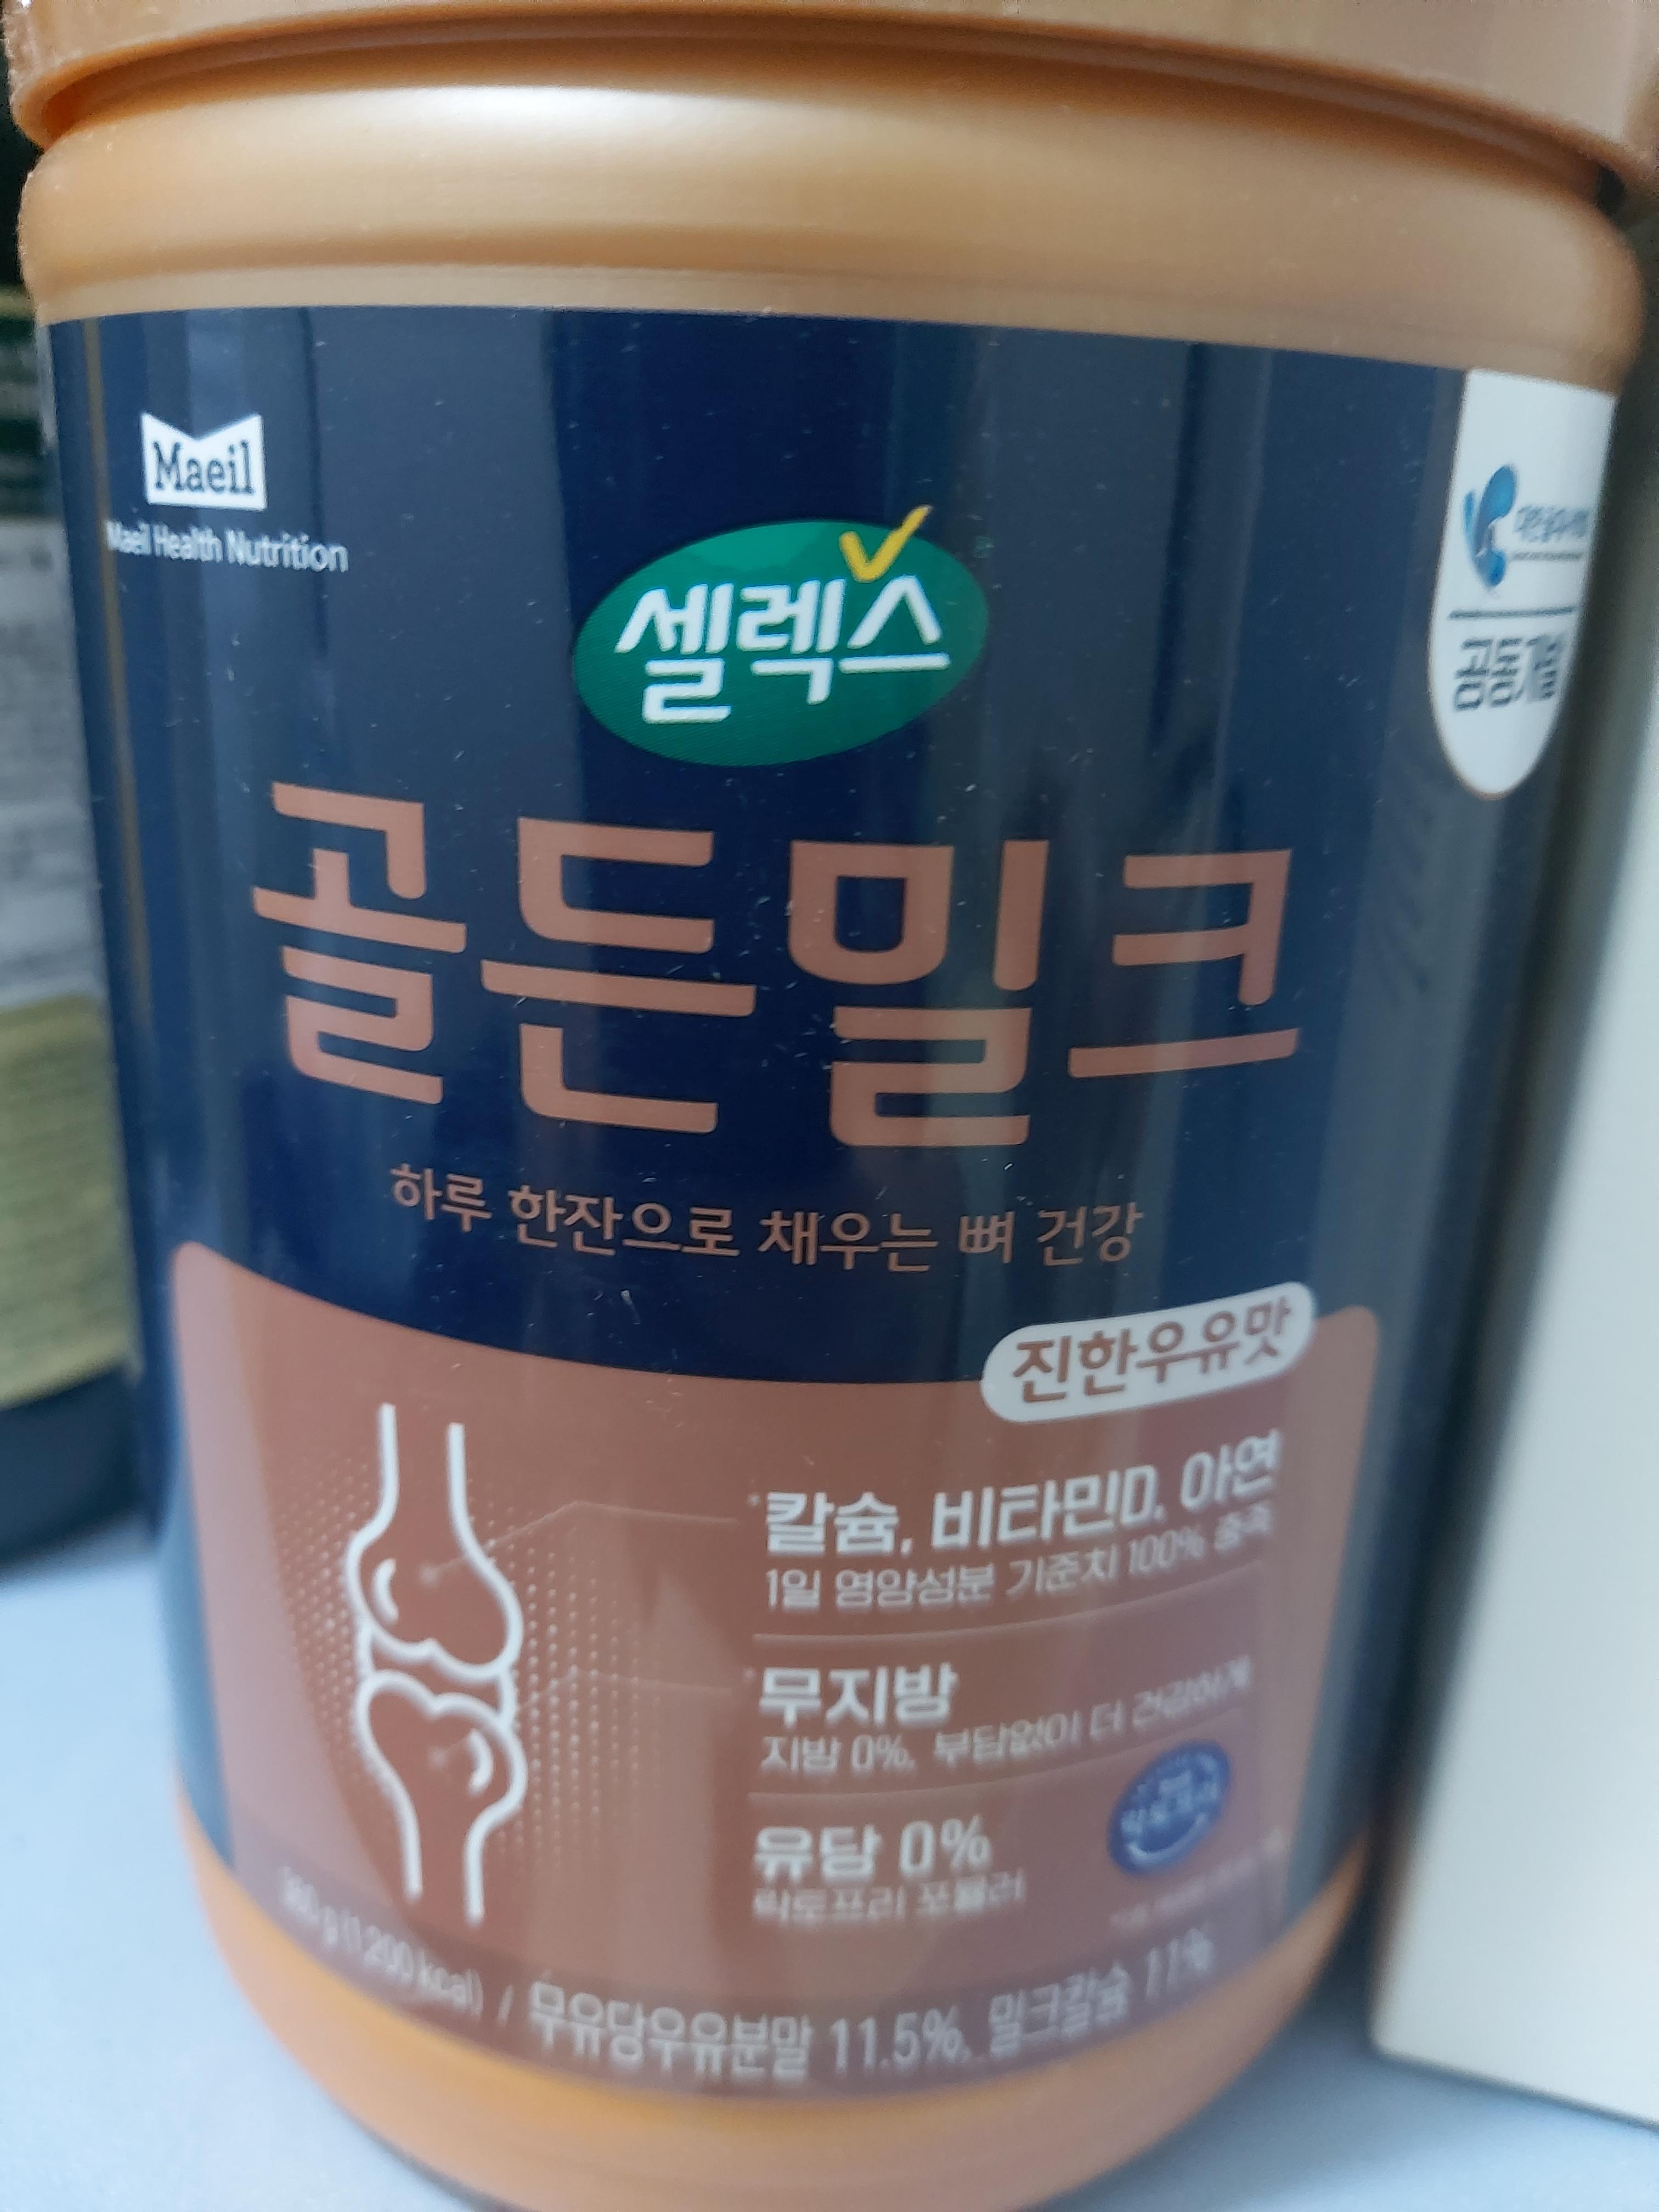 Maeil
Maeil Health Nutrition
셀렉스
공동개발
골든밀크
하루 한잔으로 채우는 뼈 건강
진한우유맛
*칼슘, 비타민D, 아연
1일 영양성분 기준치 100% 충족
*무지방
지방 0%, 부담없이 더 건강하게
유당 0%
락토프리 포뮬러
(1,200 kcal) / 무유당우유분말 11.5%, 밀크칼슘 11%